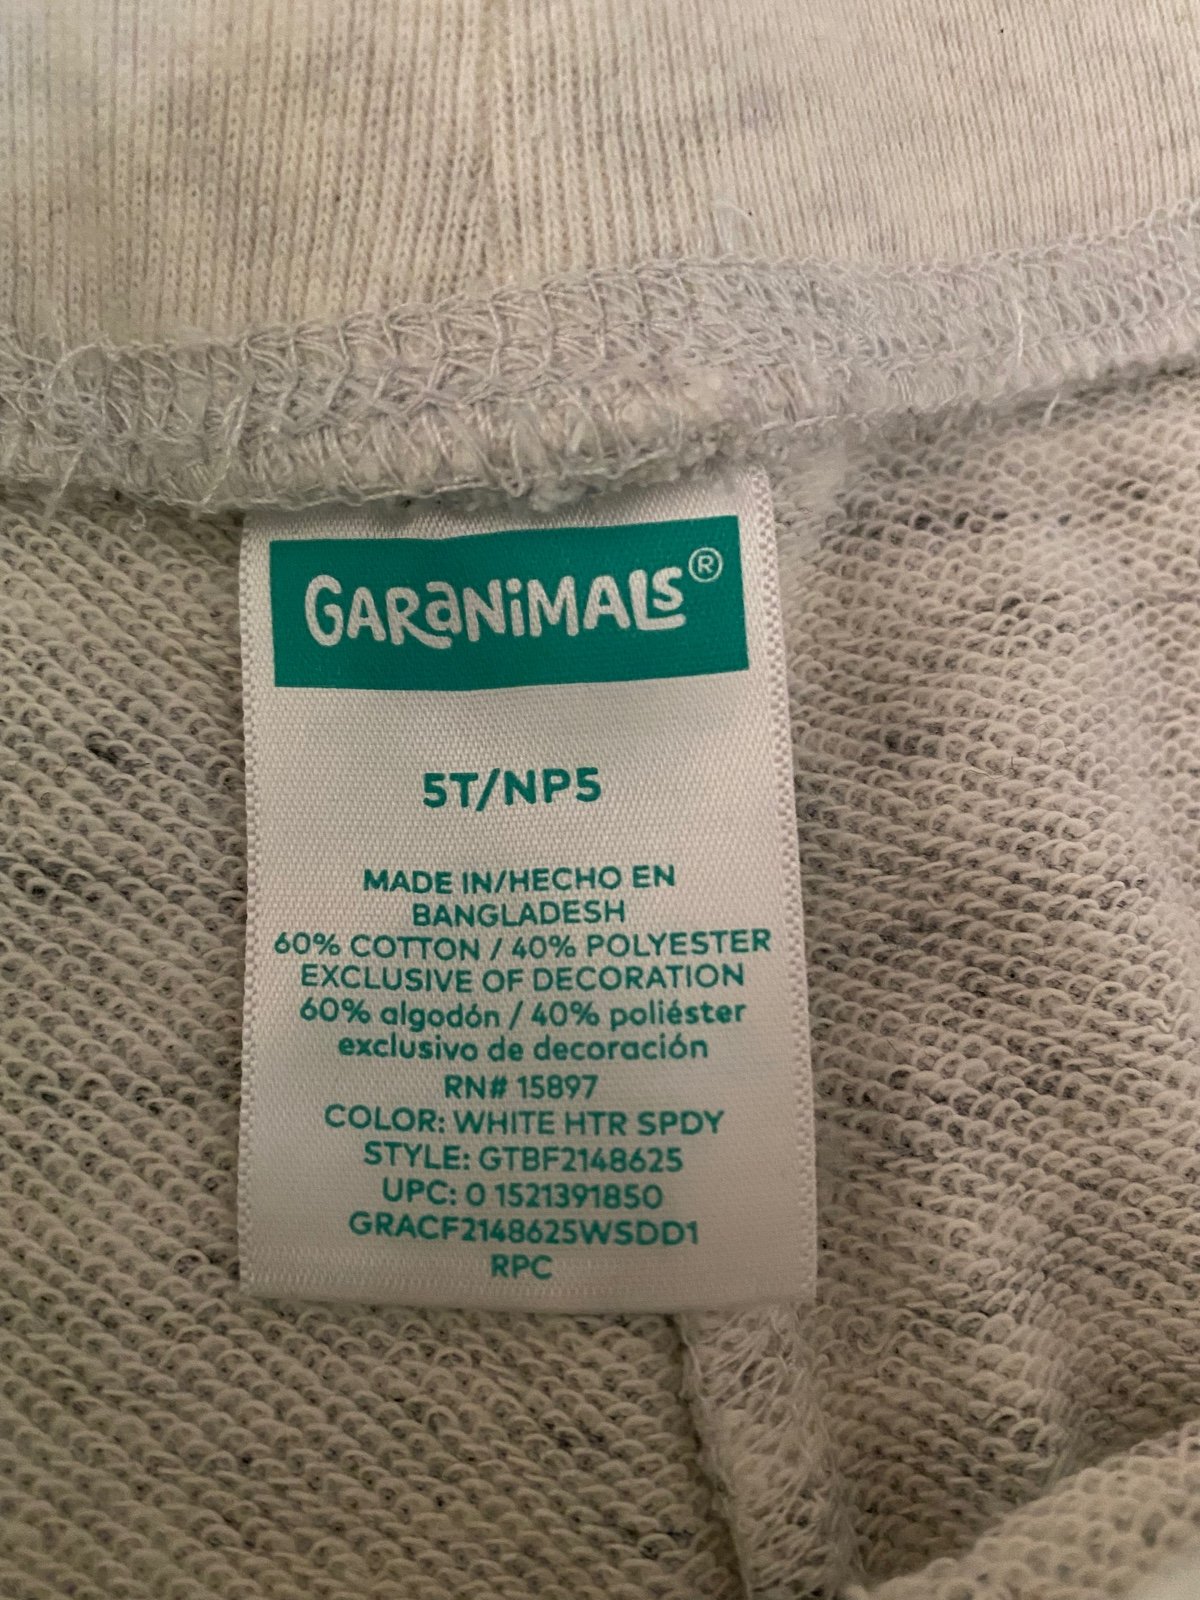 GARANIMALS®
5T/NP5
MADE IN/HECHO EN
BANGLADESH
60% COTTON / 40% POLYESTER
EXCLUSIVE OF DECORATION
60% algodón / 40% poliéster
exclusivo de decoración
RN# 15897
COLOR: WHITE HTR SPDY
STYLE: GTBF2148625
UPC: 0 1521391850
GRACF2148625WSDD1
RPC